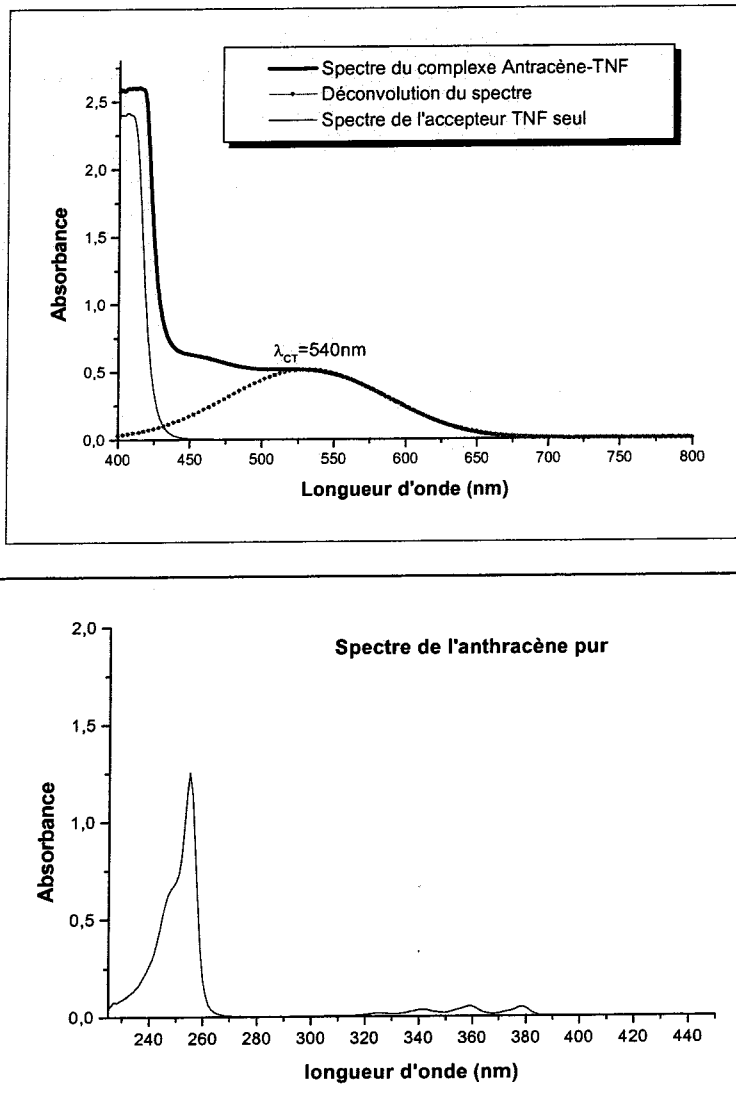 Spectre du complexe Antracène-TNF
Déconvolution du spectre
Spectre de l'accepteur TNF seul
2,5
2,0
1,5
1,0
0,5
0,0
Absorbance
λCT=540nm
400 450 500 550 600 650 700 750 800
Longueur d'onde (nm)
Spectre de l'anthracène pur
2,0
1,5
1,0
0,5
0,0
Absorbance
240 260 280 300 320 340 360 380 400 420 440
longueur d'onde (nm)